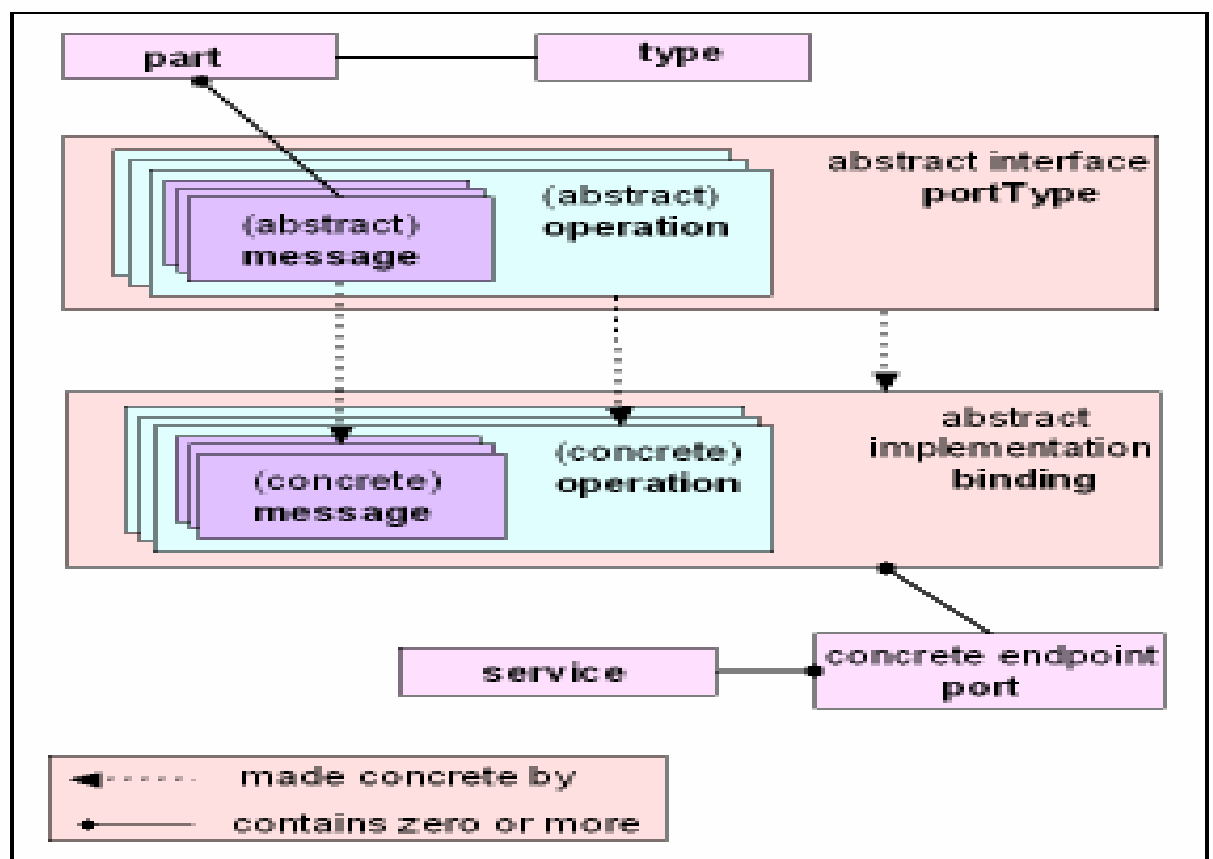 part
type
abstract interface
portType
(abstract)
operation
(abstract)
message
abstract
implementation
binding
(concrete)
operation
(concrete)
message
concrete endpoint
port
service
made concrete by
contains zero or more